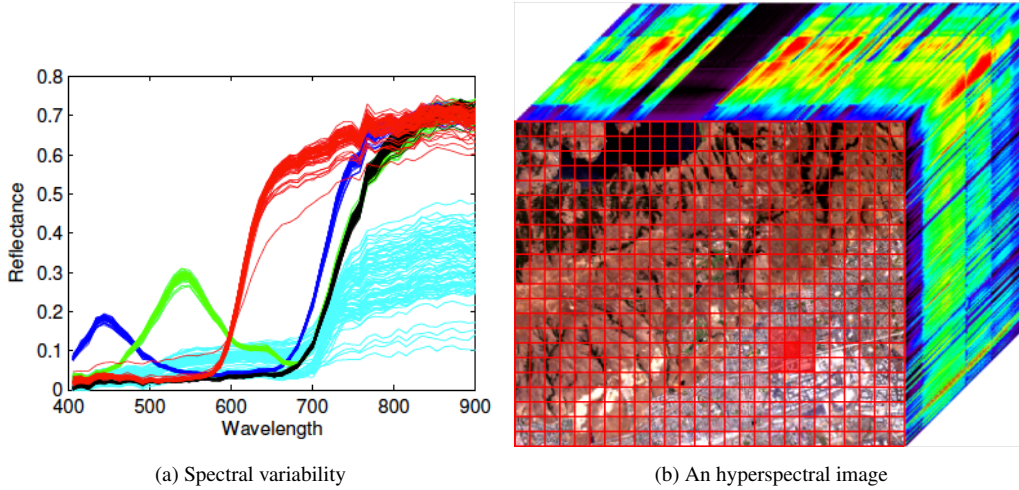 0.8
0.7
0.6
0.5
0.4
0.3
0.2
0.1
0
Reflectance
400 500 600 700 800 900
Wavelength
(a) Spectral variability
(b) An hyperspectral image